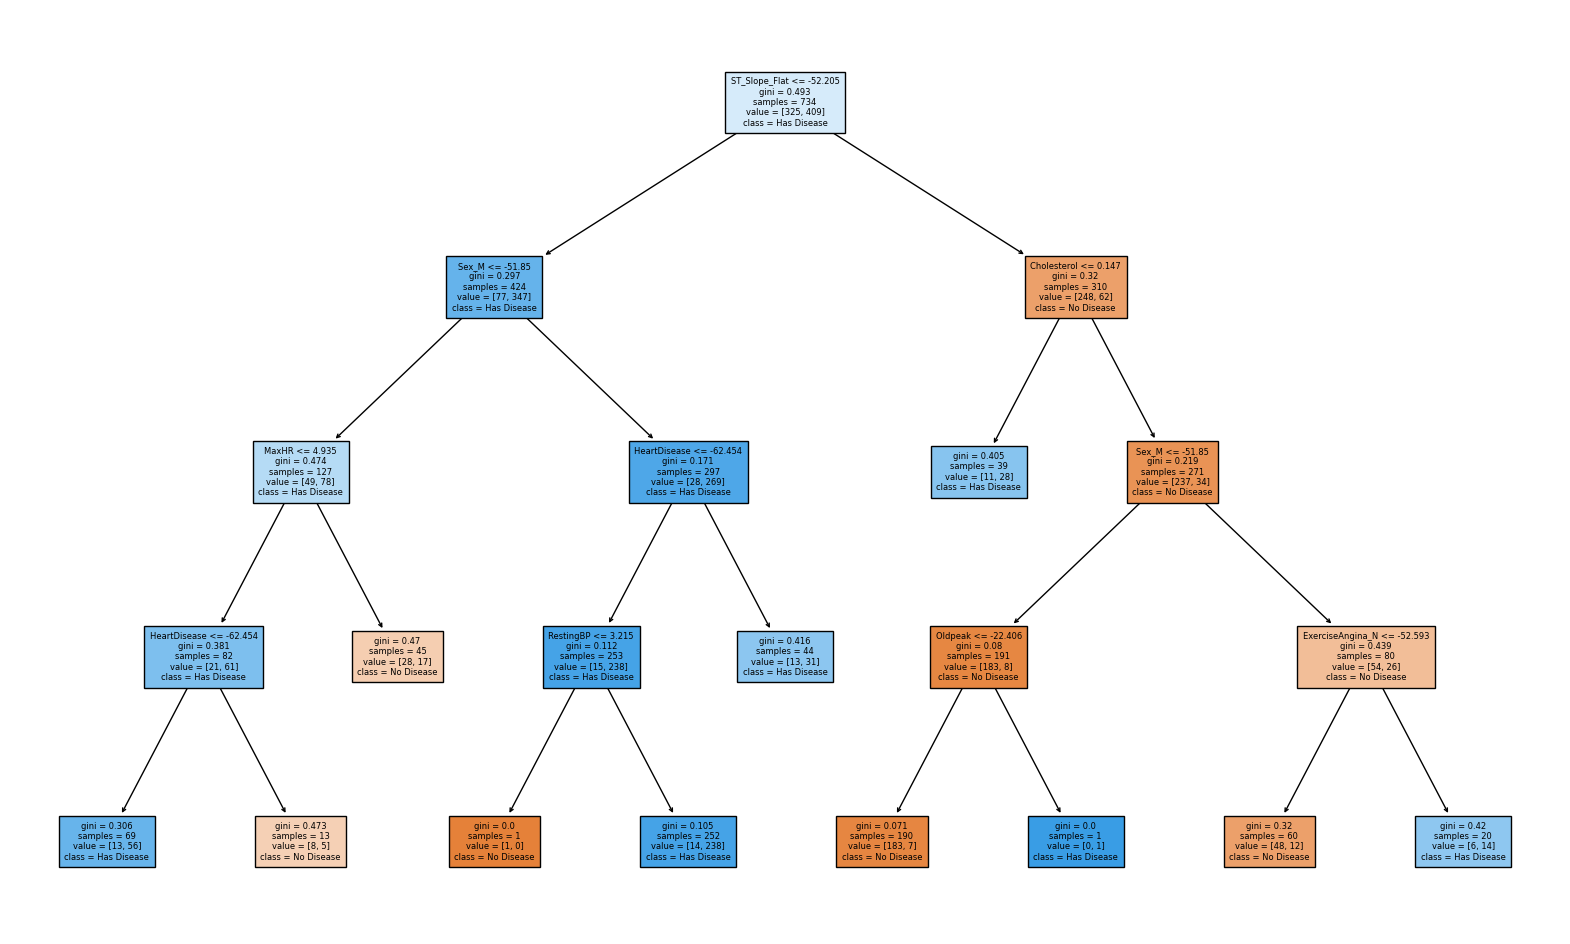 ST_Slope_Flat <= -52.205
gini = 0.493
samples = 734
value = [325, 409]
class = Has Disease
Sex_M <= -51.85
gini = 0.297
samples = 424
value = [77, 347]
class = Has Disease
Cholesterol <= 0.147
gini = 0.32
samples = 310
value = [248, 62]
class = No Disease
MaxHR <= 4.935
gini = 0.474
samples = 127
value = [49, 78]
class = Has Disease
HeartDisease <= -62.454
gini = 0.171
samples = 297
value = [28, 269]
class = Has Disease
gini = 0.405
samples = 39
value = [11, 28]
class = Has Disease
Sex_M <= -51.85
gini = 0.219
samples = 271
value = [237, 34]
class = No Disease
HeartDisease <= -62.454
gini = 0.381
samples = 82
value = [21, 61]
class = Has Disease
gini = 0.47
samples = 45
value = [28, 17]
class = No Disease
RestingBP <= 3.215
gini = 0.112
samples = 253
value = [15, 238]
class = Has Disease
gini = 0.416
samples = 44
value = [13, 31]
class = Has Disease
Oldpeak <= -22.406
gini = 0.08
samples = 191
value = [183, 8]
class = No Disease
ExerciseAngina_N <= -52.593
gini = 0.439
samples = 80
value = [54, 26]
class = No Disease
gini = 0.306
samples = 69
value = [13, 56]
class = Has Disease
gini = 0.473
samples = 13
value = [8, 5]
class = No Disease
gini = 0.0
samples = 1
value = [1, 0]
class = No Disease
gini = 0.105
samples = 252
value = [14, 238]
class = Has Disease
gini = 0.071
samples = 190
value = [183, 7]
class = No Disease
gini = 0.0
samples = 1
value = [0, 1]
class = Has Disease
gini = 0.32
samples = 60
value = [48, 12]
class = No Disease
gini = 0.42
samples = 20
value = [6, 14]
class = Has Disease